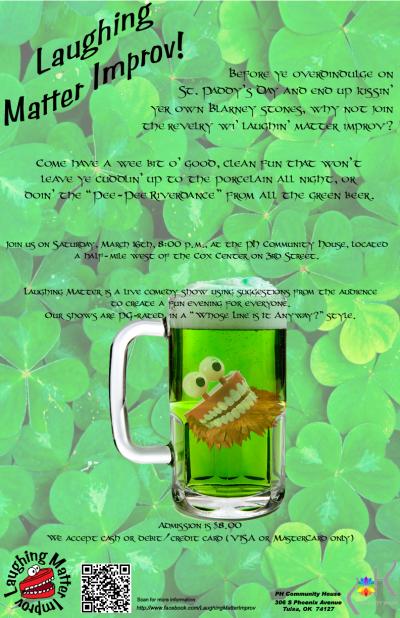 Laughing
Matter Improv!
Before ye overdindulge on
St. Paddy's Day and end up kissin'
yer own Blarney stones, why not join
the revelry wi' laughin' matter improv?
Come have a wee bit o' good, clean fun that won't
leave ye cuddlin' up to the porcelain all night, or
doin' the "Pee-Pee Riverdance" from all the green beer.
Join us on Saturday, March 16th, 8:00 p.m., at the PH Community House, located
a half-mile west of the Cox Center on 3rd Street.
Laughing Matter is a live comedy show using suggestions from the audience
to create a fun evening for everyone.
Our shows are PG-rated, in a "Whose Line is it Anyway?" style.
Admission is $8.00
We accept cash or debit/credit card (VISA or MasterCard only)
Laughing Matter
Improv
Scan for more information:
http://www.facebook.com/LaughingMatterImprov
PH Community House
306 S Phoenix Avenue
Tulsa, OK 74127